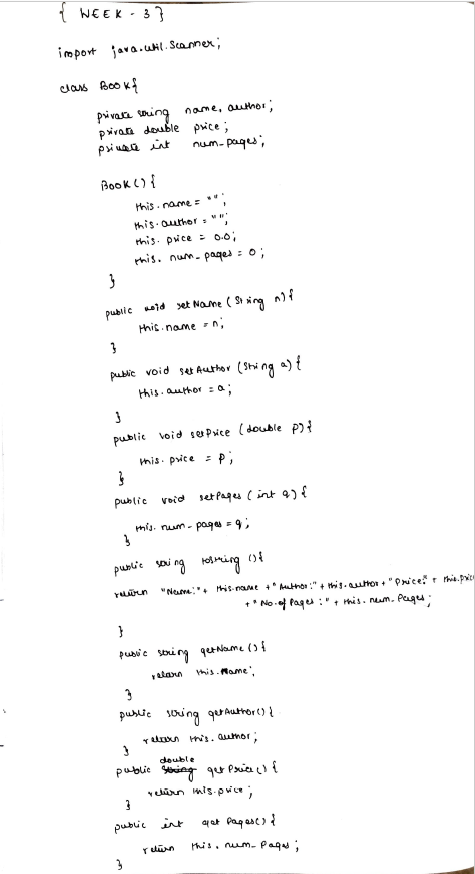 { WEEK - 3 }
import java.util.Scanner;
class Book{
private string name, author;
private double price;
private int num_pages;
Book() {
this.name = "";
this.author = "";
this.price = 0.0;
this.num_pages = 0;
}
public void setName (String n) {
this.name = n;
}
public void setAuthor (String a) {
this.author = a;
}
public void setPrice (double p) {
this.price = p;
}
public void setPages (int q) {
this.num_pages = q;
}
public string toString () {
return "Name:" + this.name + "Author:" + this.author + "Price:" + this.price
+ "No.of Pages:" + this.num_Pages;
}
public string getName () {
return this.Name;
}
public string getAuthor() {
return this.author;
}
double
public String getPrice() {
return this.price;
}
public int get Pages() {
return this.num_Pages;
}